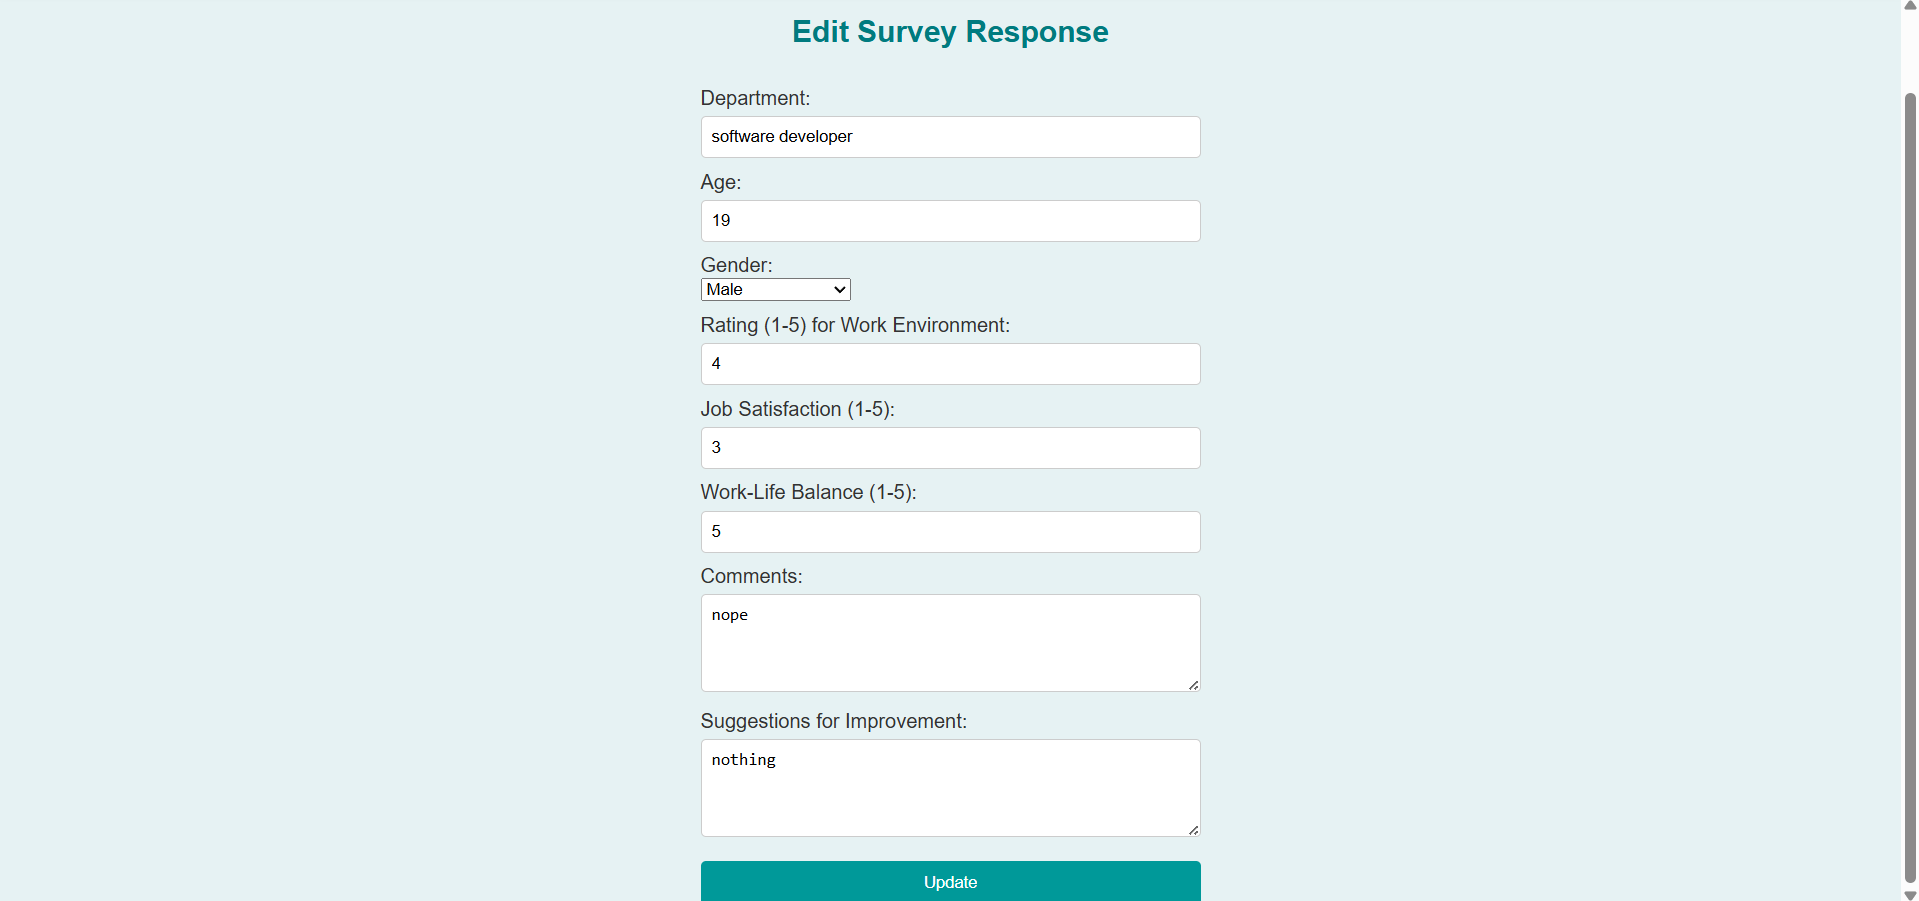 Edit Survey Response
Department:
software developer
Age:
19
Gender:
Male
Rating (1-5) for Work Environment:
4
Job Satisfaction (1-5):
3
Work-Life Balance (1-5):
5
Comments:
nope
Suggestions for Improvement:
nothing
Update